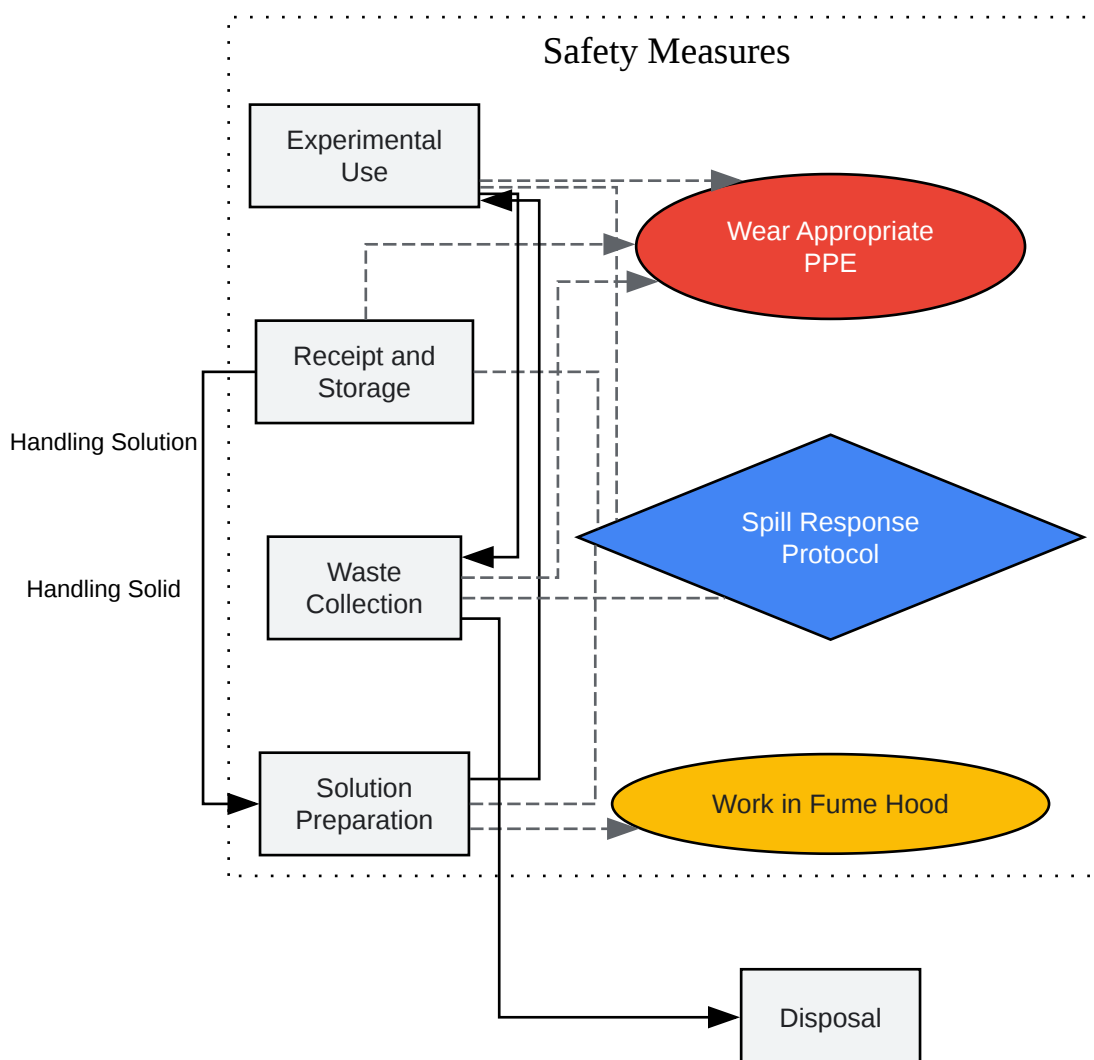 Safety Measures
Experimental
Use
Wear Appropriate
PPE
Receipt and
Storage
Handling Solution
Spill Response
Protocol
Waste
Collection
Handling Solid
Solution
Preparation
Work in Fume Hood
Disposal